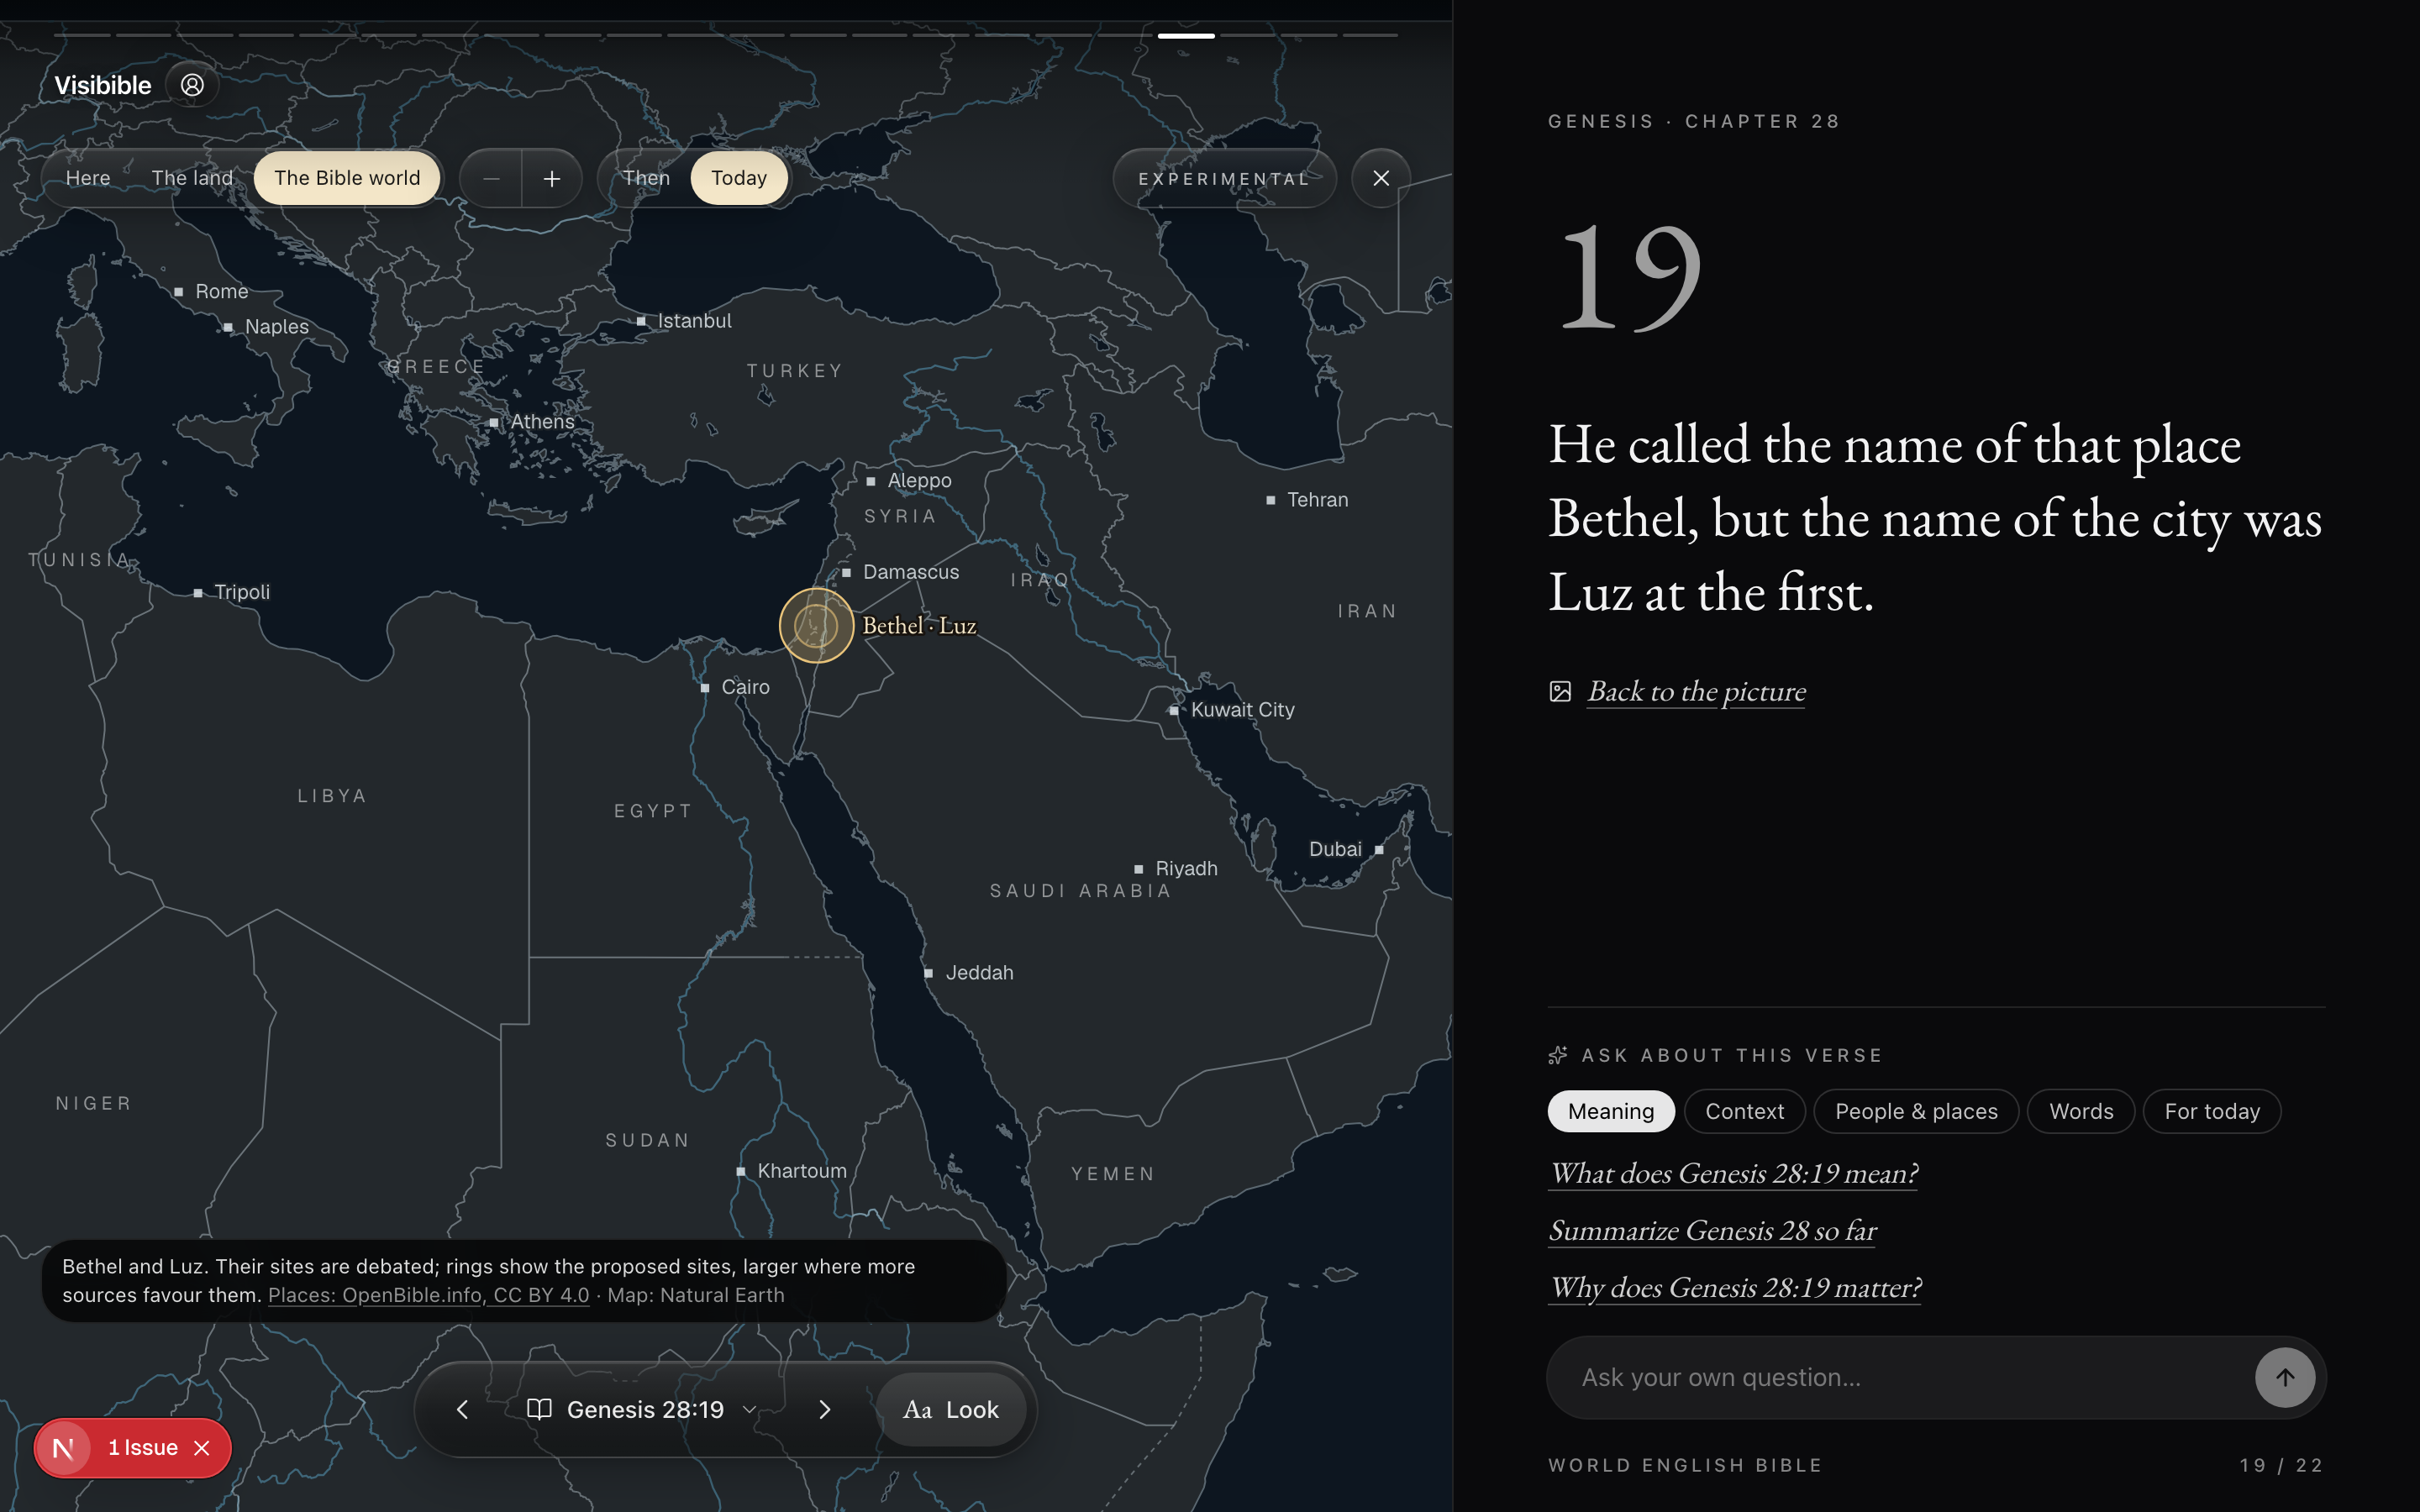 Visibible
Here The land The Bible world − + Then Today EXPERIMENTAL
Rome
Naples
Istanbul
GREECE
TURKEY
Athens
Aleppo
SYRIA
Tehran
TUNISIA
Tripoli
Damascus
IRAQ
IRAN
Bethel · Luz
Cairo
Kuwait City
LIBYA
EGYPT
Dubai
Riyadh
SAUDI ARABIA
Jeddah
NIGER
SUDAN
Khartoum
YEMEN
Bethel and Luz. Their sites are debated; rings show the proposed sites, larger where more
sources favour them. Places: OpenBible.info, CC BY 4.0 · Map: Natural Earth
Genesis 28:19 Aa Look
N 1 Issue
GENESIS · CHAPTER 28
19
He called the name of that place
Bethel, but the name of the city was
Luz at the first.
Back to the picture
ASK ABOUT THIS VERSE
Meaning Context People & places Words For today
What does Genesis 28:19 mean?
Summarize Genesis 28 so far
Why does Genesis 28:19 matter?
Ask your own question...
WORLD ENGLISH BIBLE 19 / 22